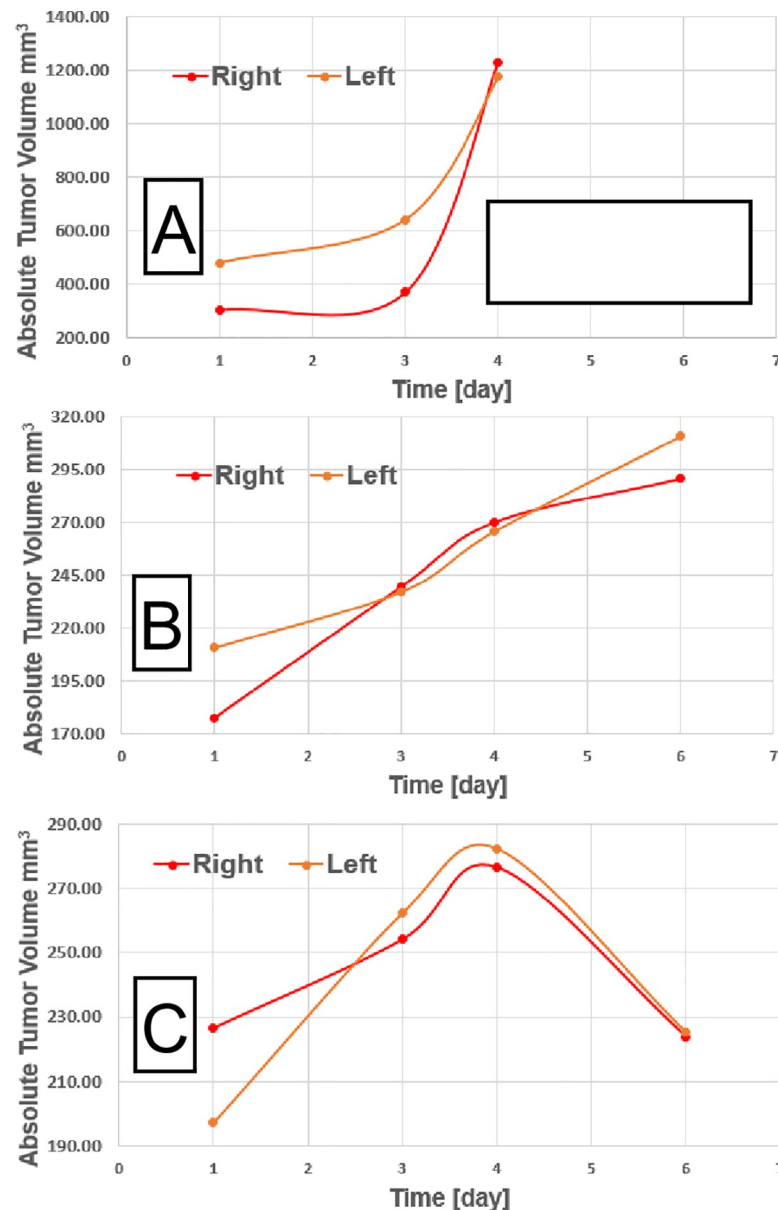 Absolute Tumor Volume mm³
1400.00
1200.00
1000.00
800.00
600.00
400.00
200.00
Right Left
A
0 1 2 3 4 5 6 7
Time [day]
Absolute Tumor Volume mm³
320.00
295.00
270.00
245.00
220.00
195.00
170.00
Right Left
B
0 1 2 3 4 5 6 7
Time [day]
Absolute Tumor Volume mm³
290.00
270.00
250.00
230.00
210.00
190.00
Right Left
C
0 1 2 3 4 5 6 7
Time [day]